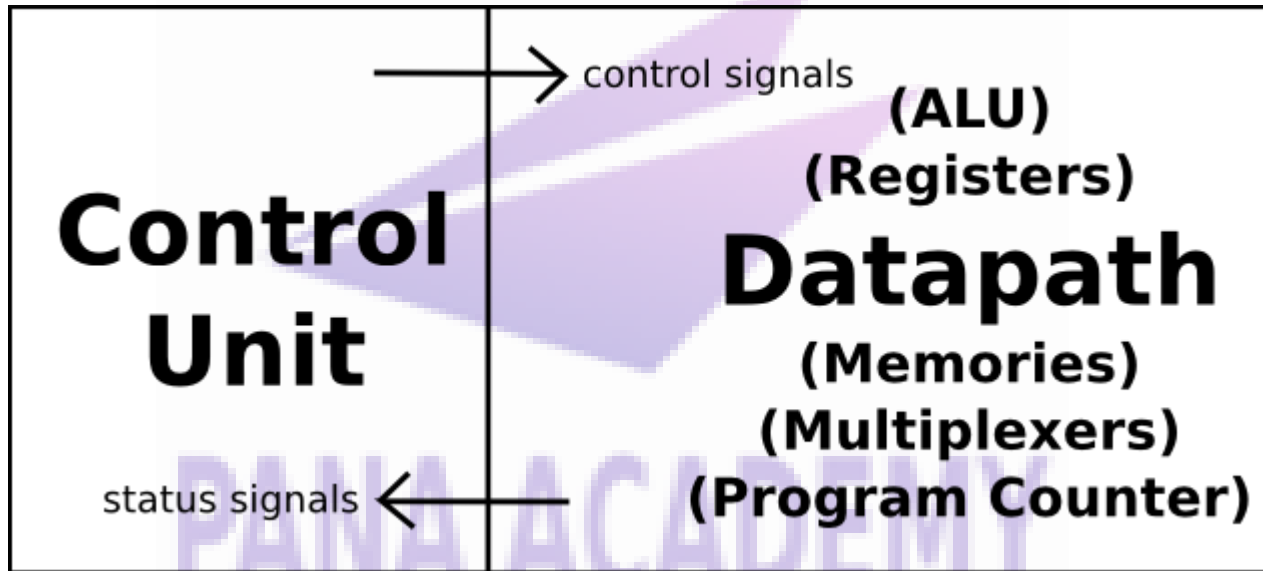 control signals
(ALU)
(Registers)
Control
Unit
Datapath
(Memories)
(Multiplexers)
(Program Counter)
status signals
PANA ACADEMY